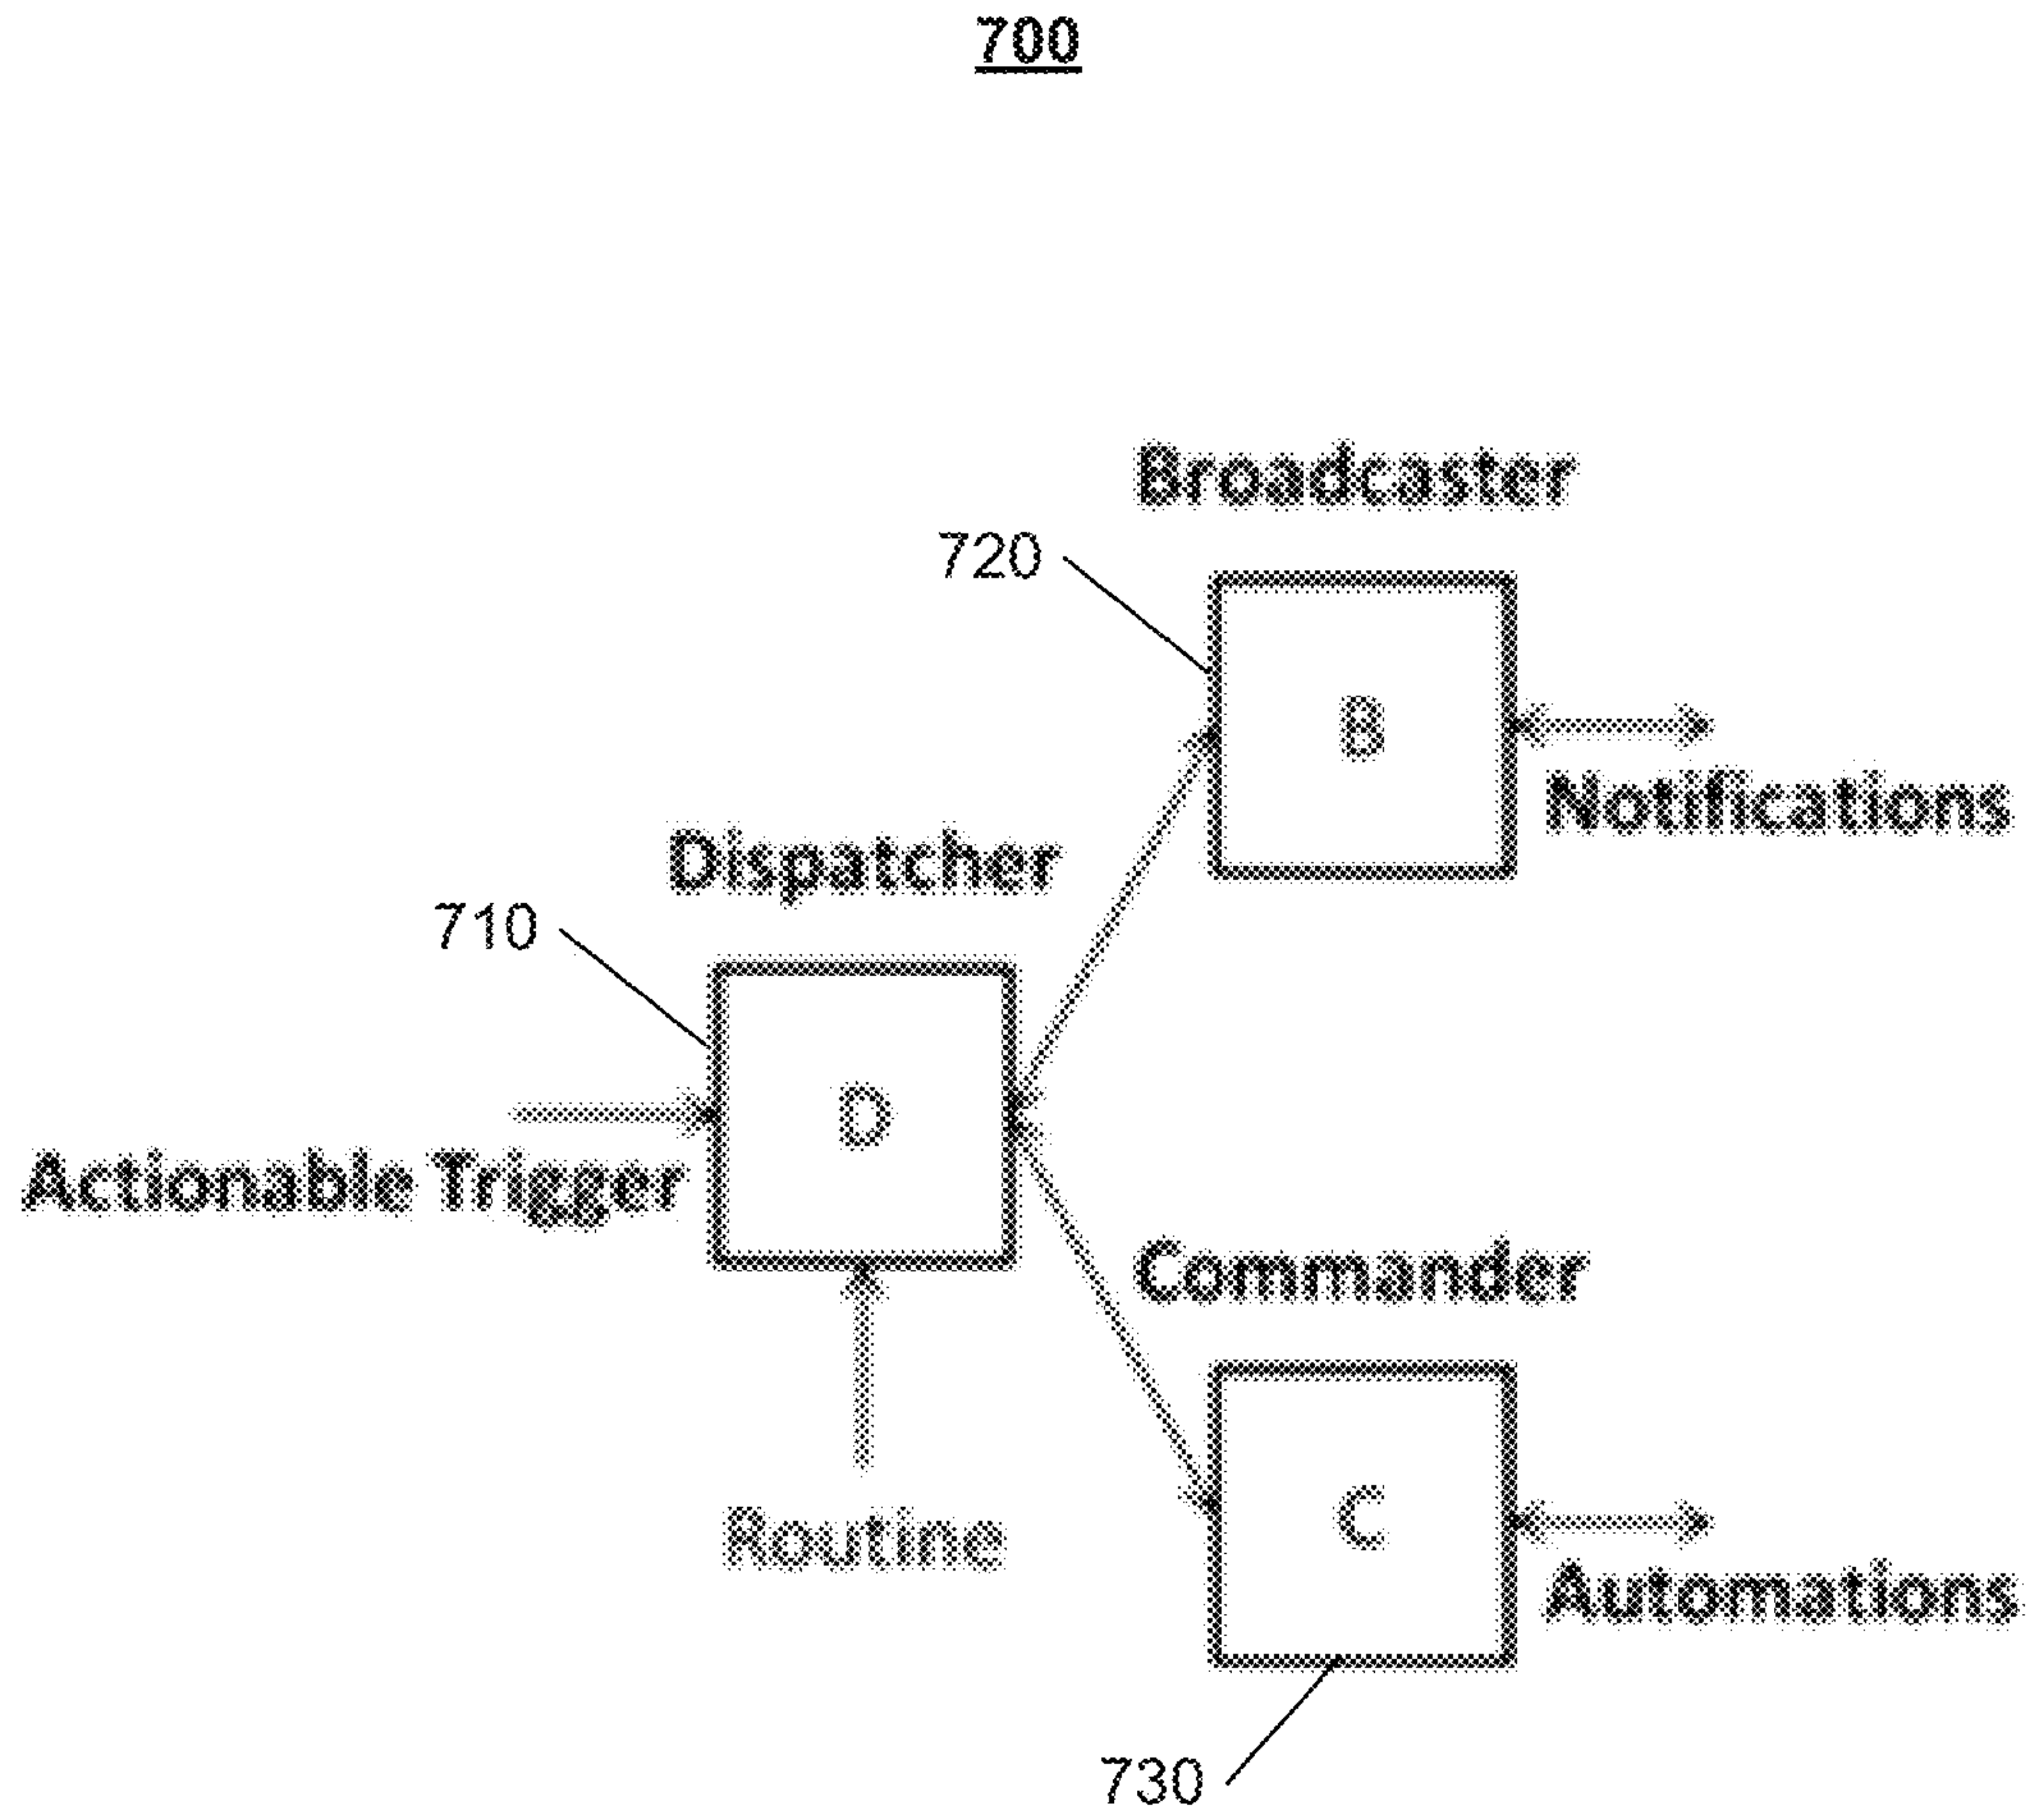 700
Broadcaster
720
B
Notifications
Dispatcher
710
D
Actionable Trigger
Commander
C
Routine
Automations
730